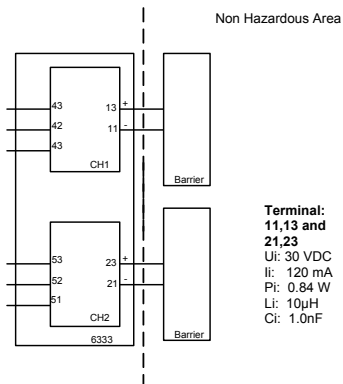 Non Hazardous Area
43
13 +
42
11 -
43
CH1
Barrier
Terminal:
11,13 and
21,23
Ui: 30 VDC
Ii: 120 mA
Pi: 0.84 W
Li: 10µH
Ci: 1.0nF
53
23 +
52
21 -
51
CH2
Barrier
6333